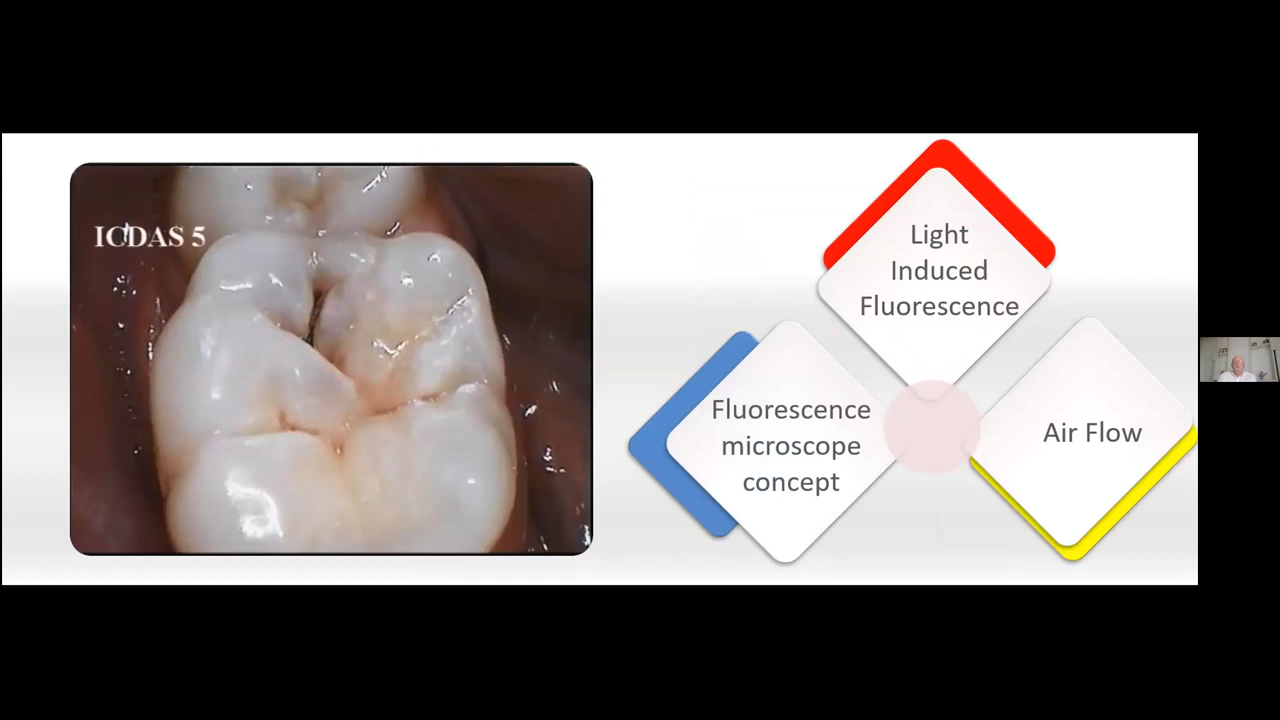 ICDAS 5
Light
Induced
Fluorescence
Fluorescence
microscope
concept
Air Flow